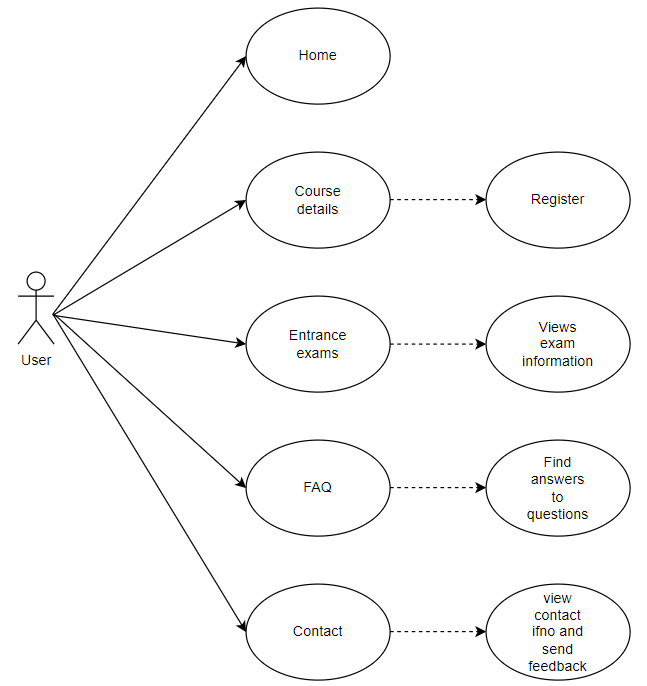 Home
Course
details
Register
User
Entrance
exams
Views
exam
information
FAQ
Find
answers
to
questions
Contact
view
contact
ifno and
send
feedback